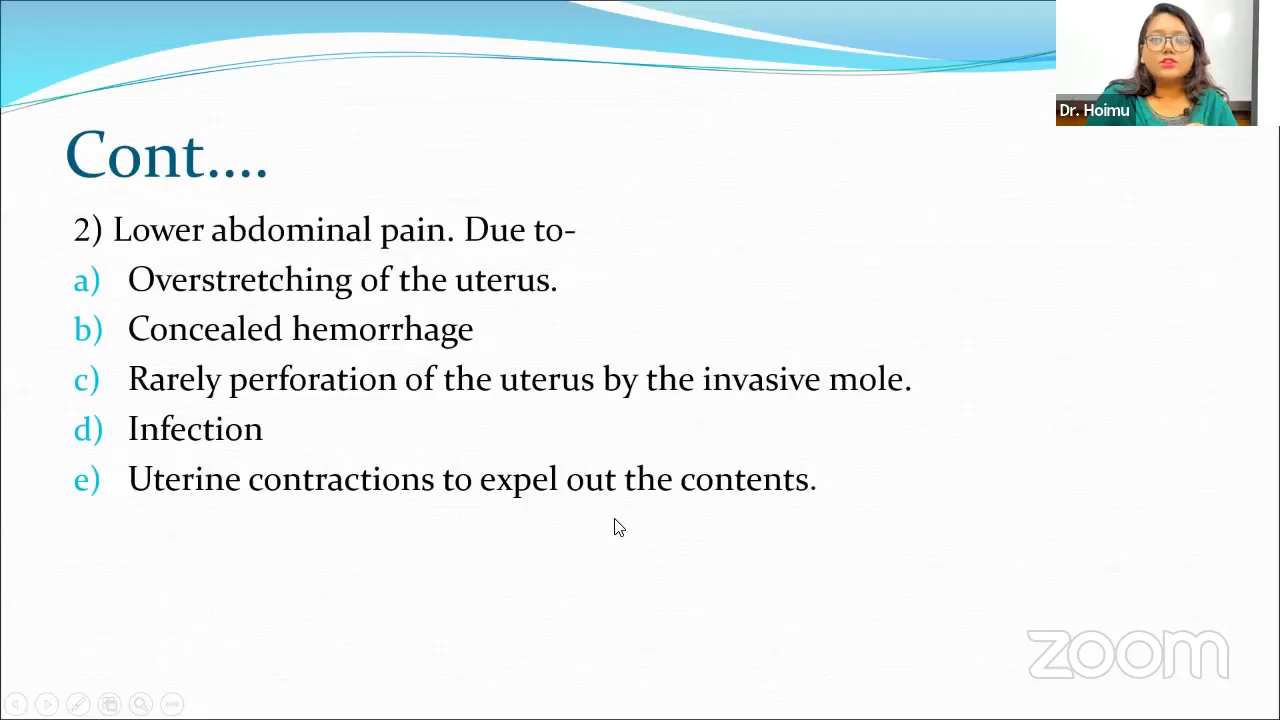 Dr. Hoimu
Cont....
2) Lower abdominal pain. Due to-
a) Overstretching of the uterus.
b) Concealed hemorrhage
c) Rarely perforation of the uterus by the invasive mole.
d) Infection
e) Uterine contractions to expel out the contents.
zoom